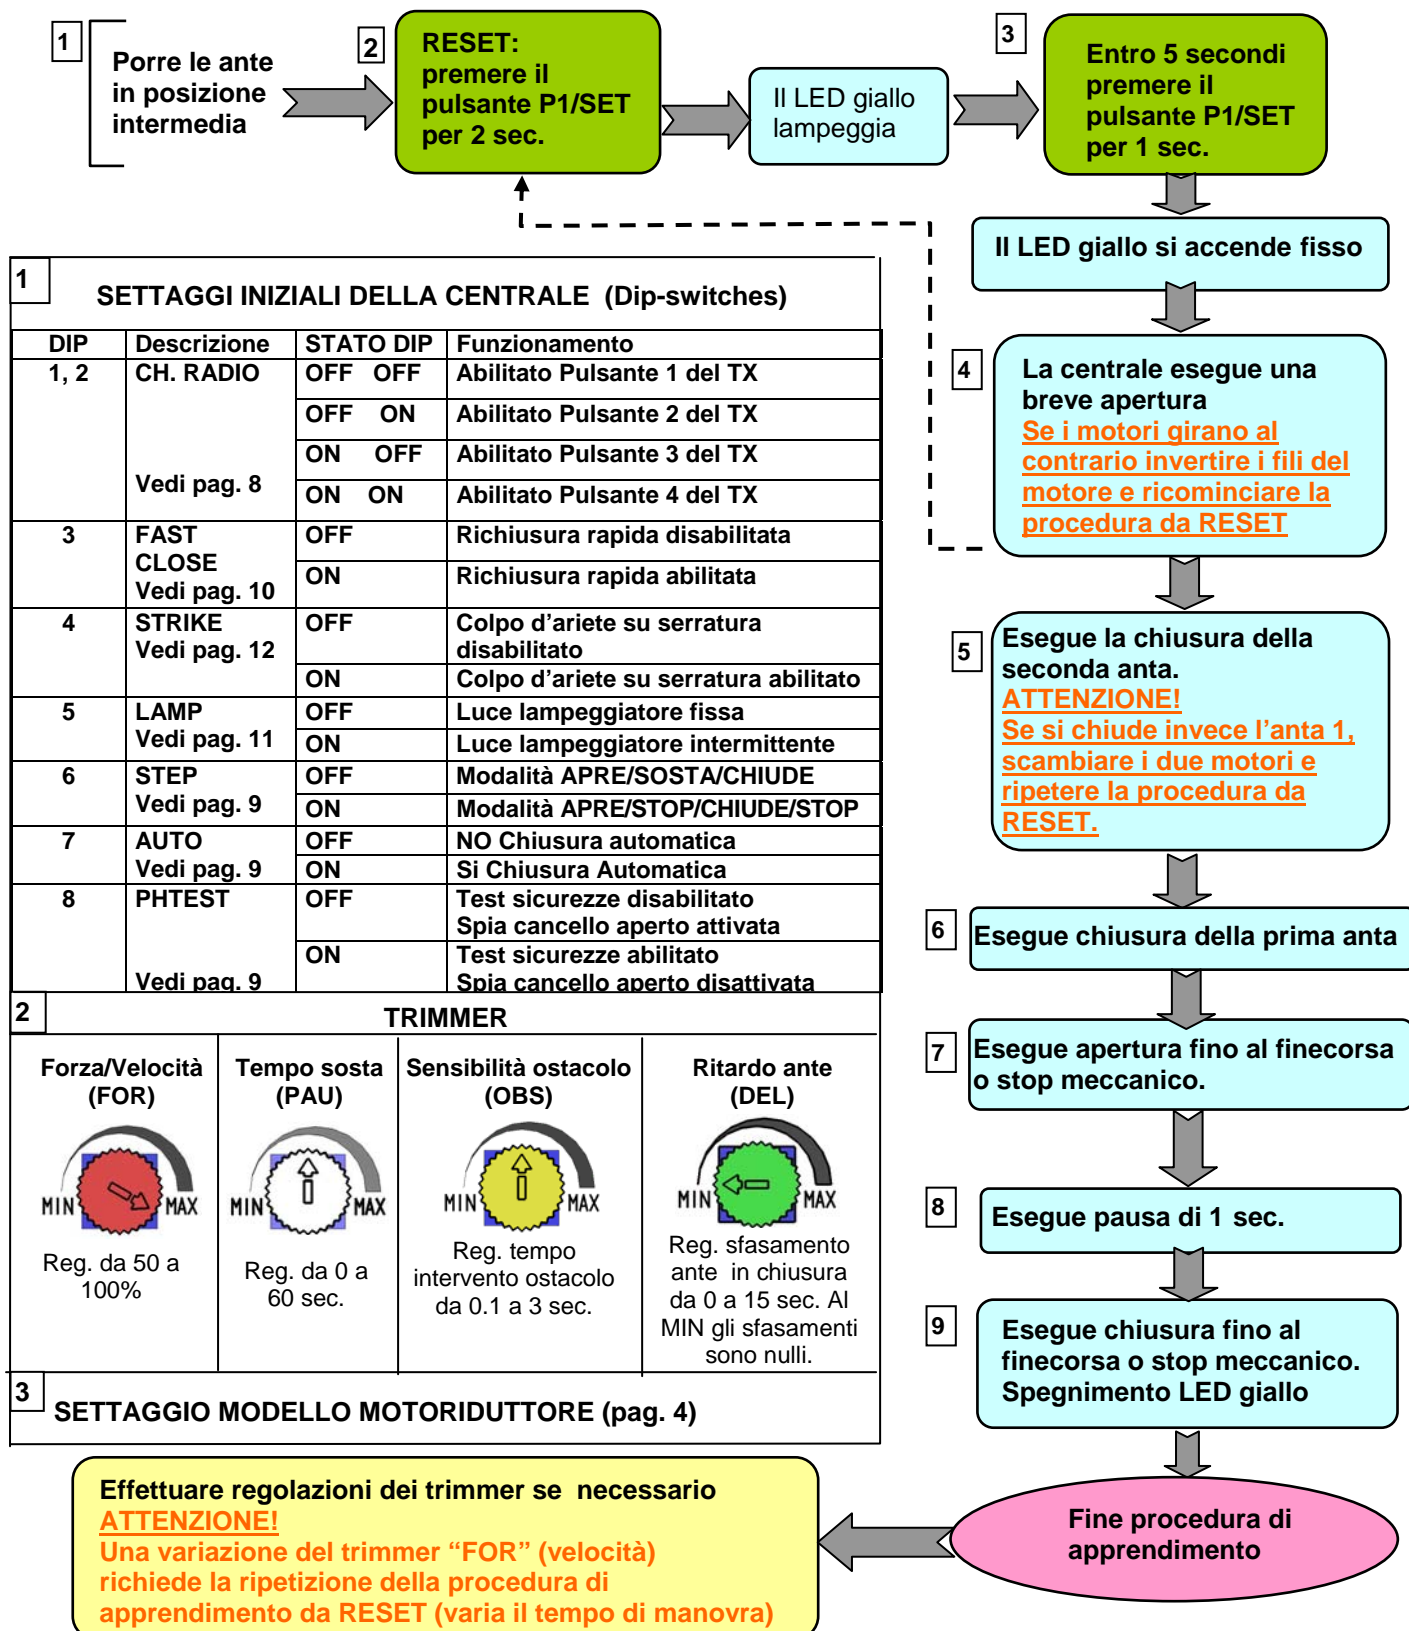 1
Porre le ante
in posizione
intermedia
2
RESET:
premere il
pulsante P1/SET
per 2 sec.
Il LED giallo
lampeggia
3
Entro 5 secondi
premere il
pulsante P1/SET
per 1 sec.
Il LED giallo si accende fisso
4
La centrale esegue una
breve apertura
Se i motori girano al
contrario invertire i fili del
motore e ricominciare la
procedura da RESET
5
Esegue la chiusura della
seconda anta.
ATTENZIONE!
Se si chiude invece l'anta 1,
scambiare i due motori e
ripetere la procedura da
RESET.
6
Esegue chiusura della prima anta
7
Esegue apertura fino al finecorsa
o stop meccanico.
8
Esegue pausa di 1 sec.
9
Esegue chiusura fino al
finecorsa o stop meccanico.
Spegnimento LED giallo
Fine procedura di
apprendimento
1
SETTAGGI INIZIALI DELLA CENTRALE (Dip-switches)
DIP Descrizione STATO DIP Funzionamento
1, 2 CH. RADIO OFF OFF Abilitato Pulsante 1 del TX
OFF ON Abilitato Pulsante 2 del TX
ON OFF Abilitato Pulsante 3 del TX
Vedi pag. 8
ON ON Abilitato Pulsante 4 del TX
3 FAST OFF Richiusura rapida disabilitata
CLOSE
ON Richiusura rapida abilitata
Vedi pag. 10
4 STRIKE OFF Colpo d'ariete su serratura
Vedi pag. 12 disabilitato
ON Colpo d'ariete su serratura abilitato
5 LAMP OFF Luce lampeggiatore fissa
Vedi pag. 11 ON Luce lampeggiatore intermittente
6 STEP OFF Modalità APRE/SOSTA/CHIUDE
Vedi pag. 9 ON Modalità APRE/STOP/CHIUDE/STOP
7 AUTO OFF NO Chiusura automatica
Vedi pag. 9 ON Si Chiusura Automatica
8 PHTEST OFF Test sicurezze disabilitato
Spia cancello aperto attivata
ON Test sicurezze abilitato
Vedi pag. 9 Spia cancello aperto disattivata
2
TRIMMER
Forza/Velocità
(FOR)
MIN MAX
Reg. da 50 a
100%
Tempo sosta
(PAU)
MIN MAX
Reg. da 0 a
60 sec.
Sensibilità ostacolo
(OBS)
MIN MAX
Reg. tempo
intervento ostacolo
da 0.1 a 3 sec.
Ritardo ante
(DEL)
MIN MAX
Reg. sfasamento
ante in chiusura
da 0 a 15 sec. Al
MIN gli sfasamenti
sono nulli.
3
SETTAGGIO MODELLO MOTORIDUTTORE (pag. 4)
Effettuare regolazioni dei trimmer se necessario
ATTENZIONE!
Una variazione del trimmer “FOR” (velocità)
richiede la ripetizione della procedura di
apprendimento da RESET (varia il tempo di manovra)